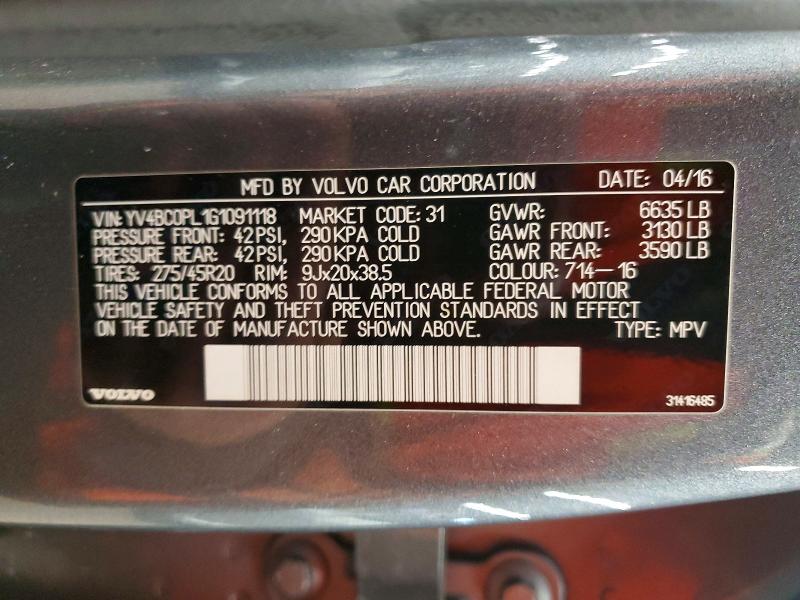 MFD BY VOLVO CAR CORPORATION DATE: 04/16
VIN: YV4BC0PL1G1091118 MARKET CODE: 31 GVWR: 6635 LB
PRESSURE FRONT: 42 PSI, 290 KPA COLD GAWR FRONT: 3130 LB
PRESSURE REAR: 42 PSI, 290 KPA COLD GAWR REAR: 3590 LB
TIRES: 275/45R20 RIM: 9Jx20x38.5 COLOUR: 714-16
THIS VEHICLE CONFORMS TO ALL APPLICABLE FEDERAL MOTOR
VEHICLE SAFETY AND THEFT PREVENTION STANDARDS IN EFFECT
ON THE DATE OF MANUFACTURE SHOWN ABOVE. TYPE: MPV
VOLVO 31416485